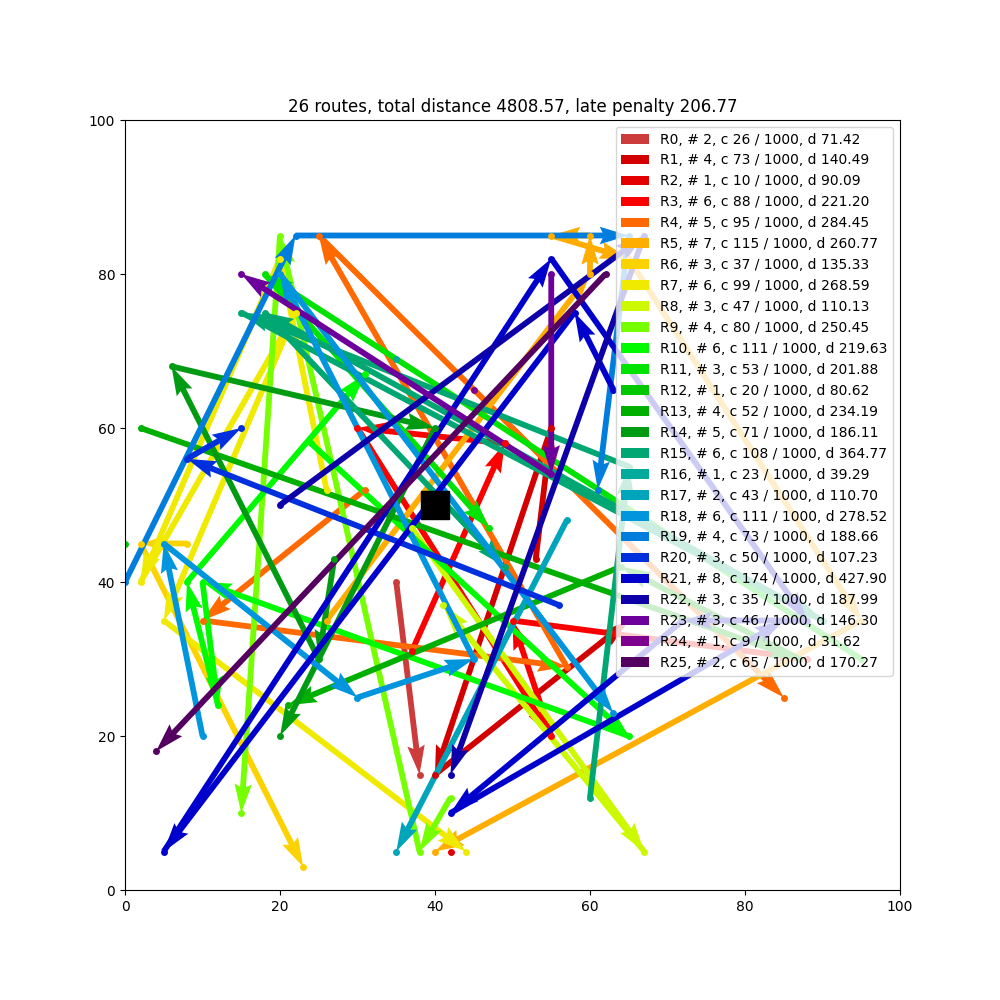 26 routes, total distance 4808.57, late penalty 206.77
100
80
60
40
20
0
0 20 40 60 80 100
R0, # 2, c 26 / 1000, d 71.42
R1, # 4, c 73 / 1000, d 140.49
R2, # 1, c 10 / 1000, d 90.09
R3, # 6, c 88 / 1000, d 221.20
R4, # 5, c 95 / 1000, d 284.45
R5, # 7, c 115 / 1000, d 260.77
R6, # 3, c 37 / 1000, d 135.33
R7, # 6, c 99 / 1000, d 268.59
R8, # 3, c 47 / 1000, d 110.13
R9, # 4, c 80 / 1000, d 250.45
R10, # 6, c 111 / 1000, d 219.63
R11, # 3, c 53 / 1000, d 201.88
R12, # 1, c 20 / 1000, d 80.62
R13, # 4, c 52 / 1000, d 234.19
R14, # 5, c 71 / 1000, d 186.11
R15, # 6, c 108 / 1000, d 364.77
R16, # 1, c 23 / 1000, d 39.29
R17, # 2, c 43 / 1000, d 110.70
R18, # 6, c 111 / 1000, d 278.52
R19, # 4, c 73 / 1000, d 188.66
R20, # 3, c 50 / 1000, d 107.23
R21, # 8, c 174 / 1000, d 427.90
R22, # 3, c 35 / 1000, d 187.99
R23, # 3, c 46 / 1000, d 146.30
R24, # 1, c 9 / 1000, d 31.62
R25, # 2, c 65 / 1000, d 170.27